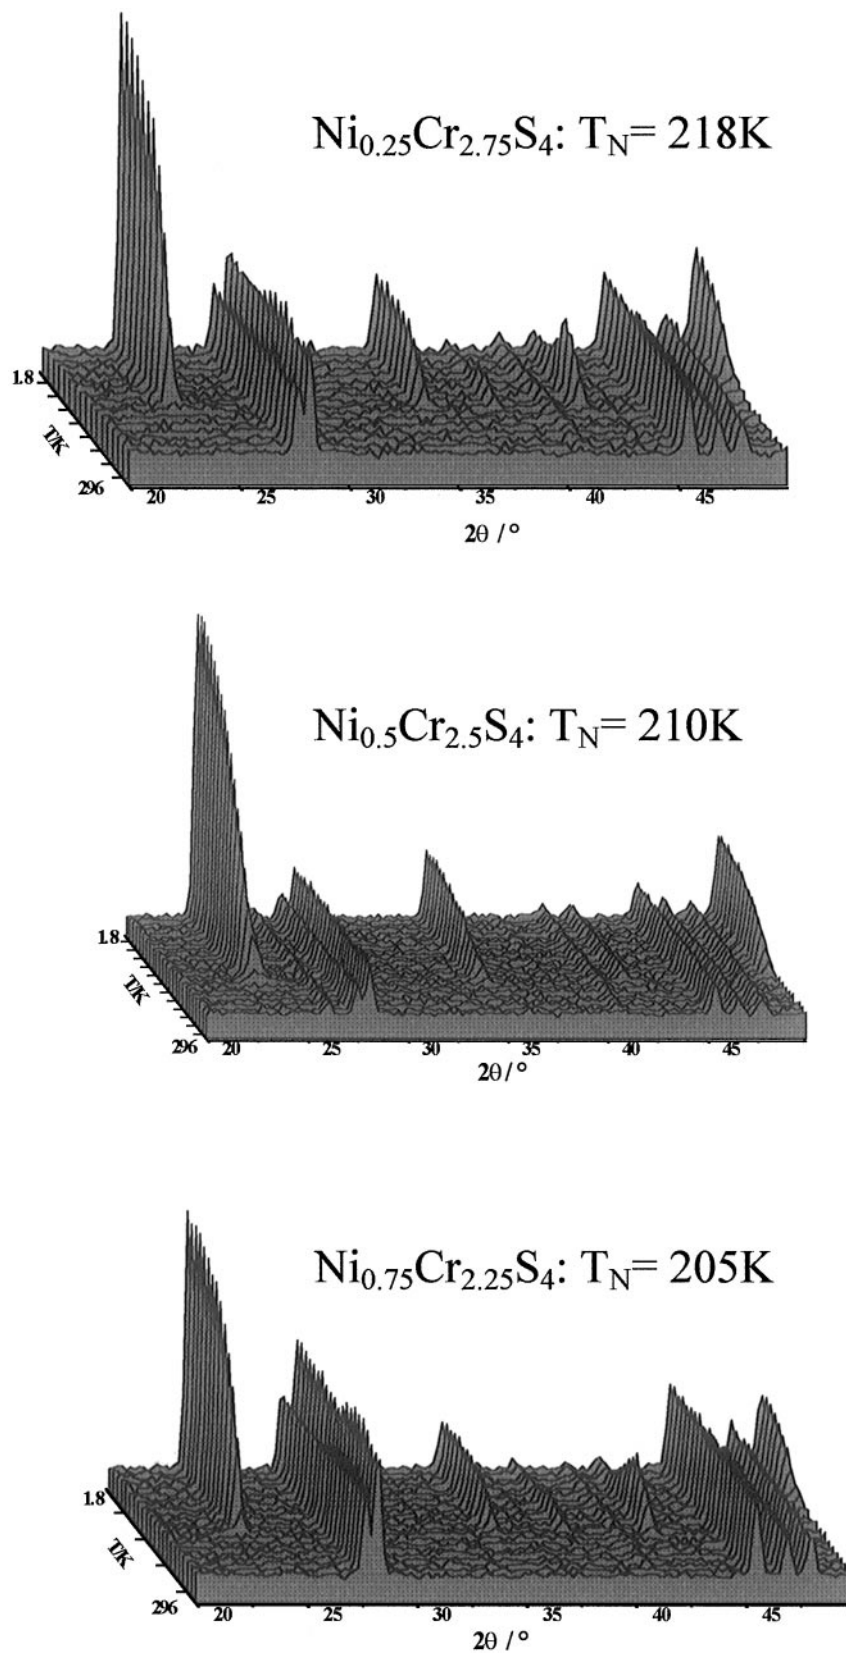 Ni0.25Cr2.75S4: TN= 218K
1.8
T/K
296
20 25 30 35 40 45
2θ / °
Ni0.5Cr2.5S4: TN= 210K
1.8
T/K
296
20 25 30 35 40 45
2θ / °
Ni0.75Cr2.25S4: TN= 205K
1.8
T/K
296
20 25 30 35 40 45
2θ / °